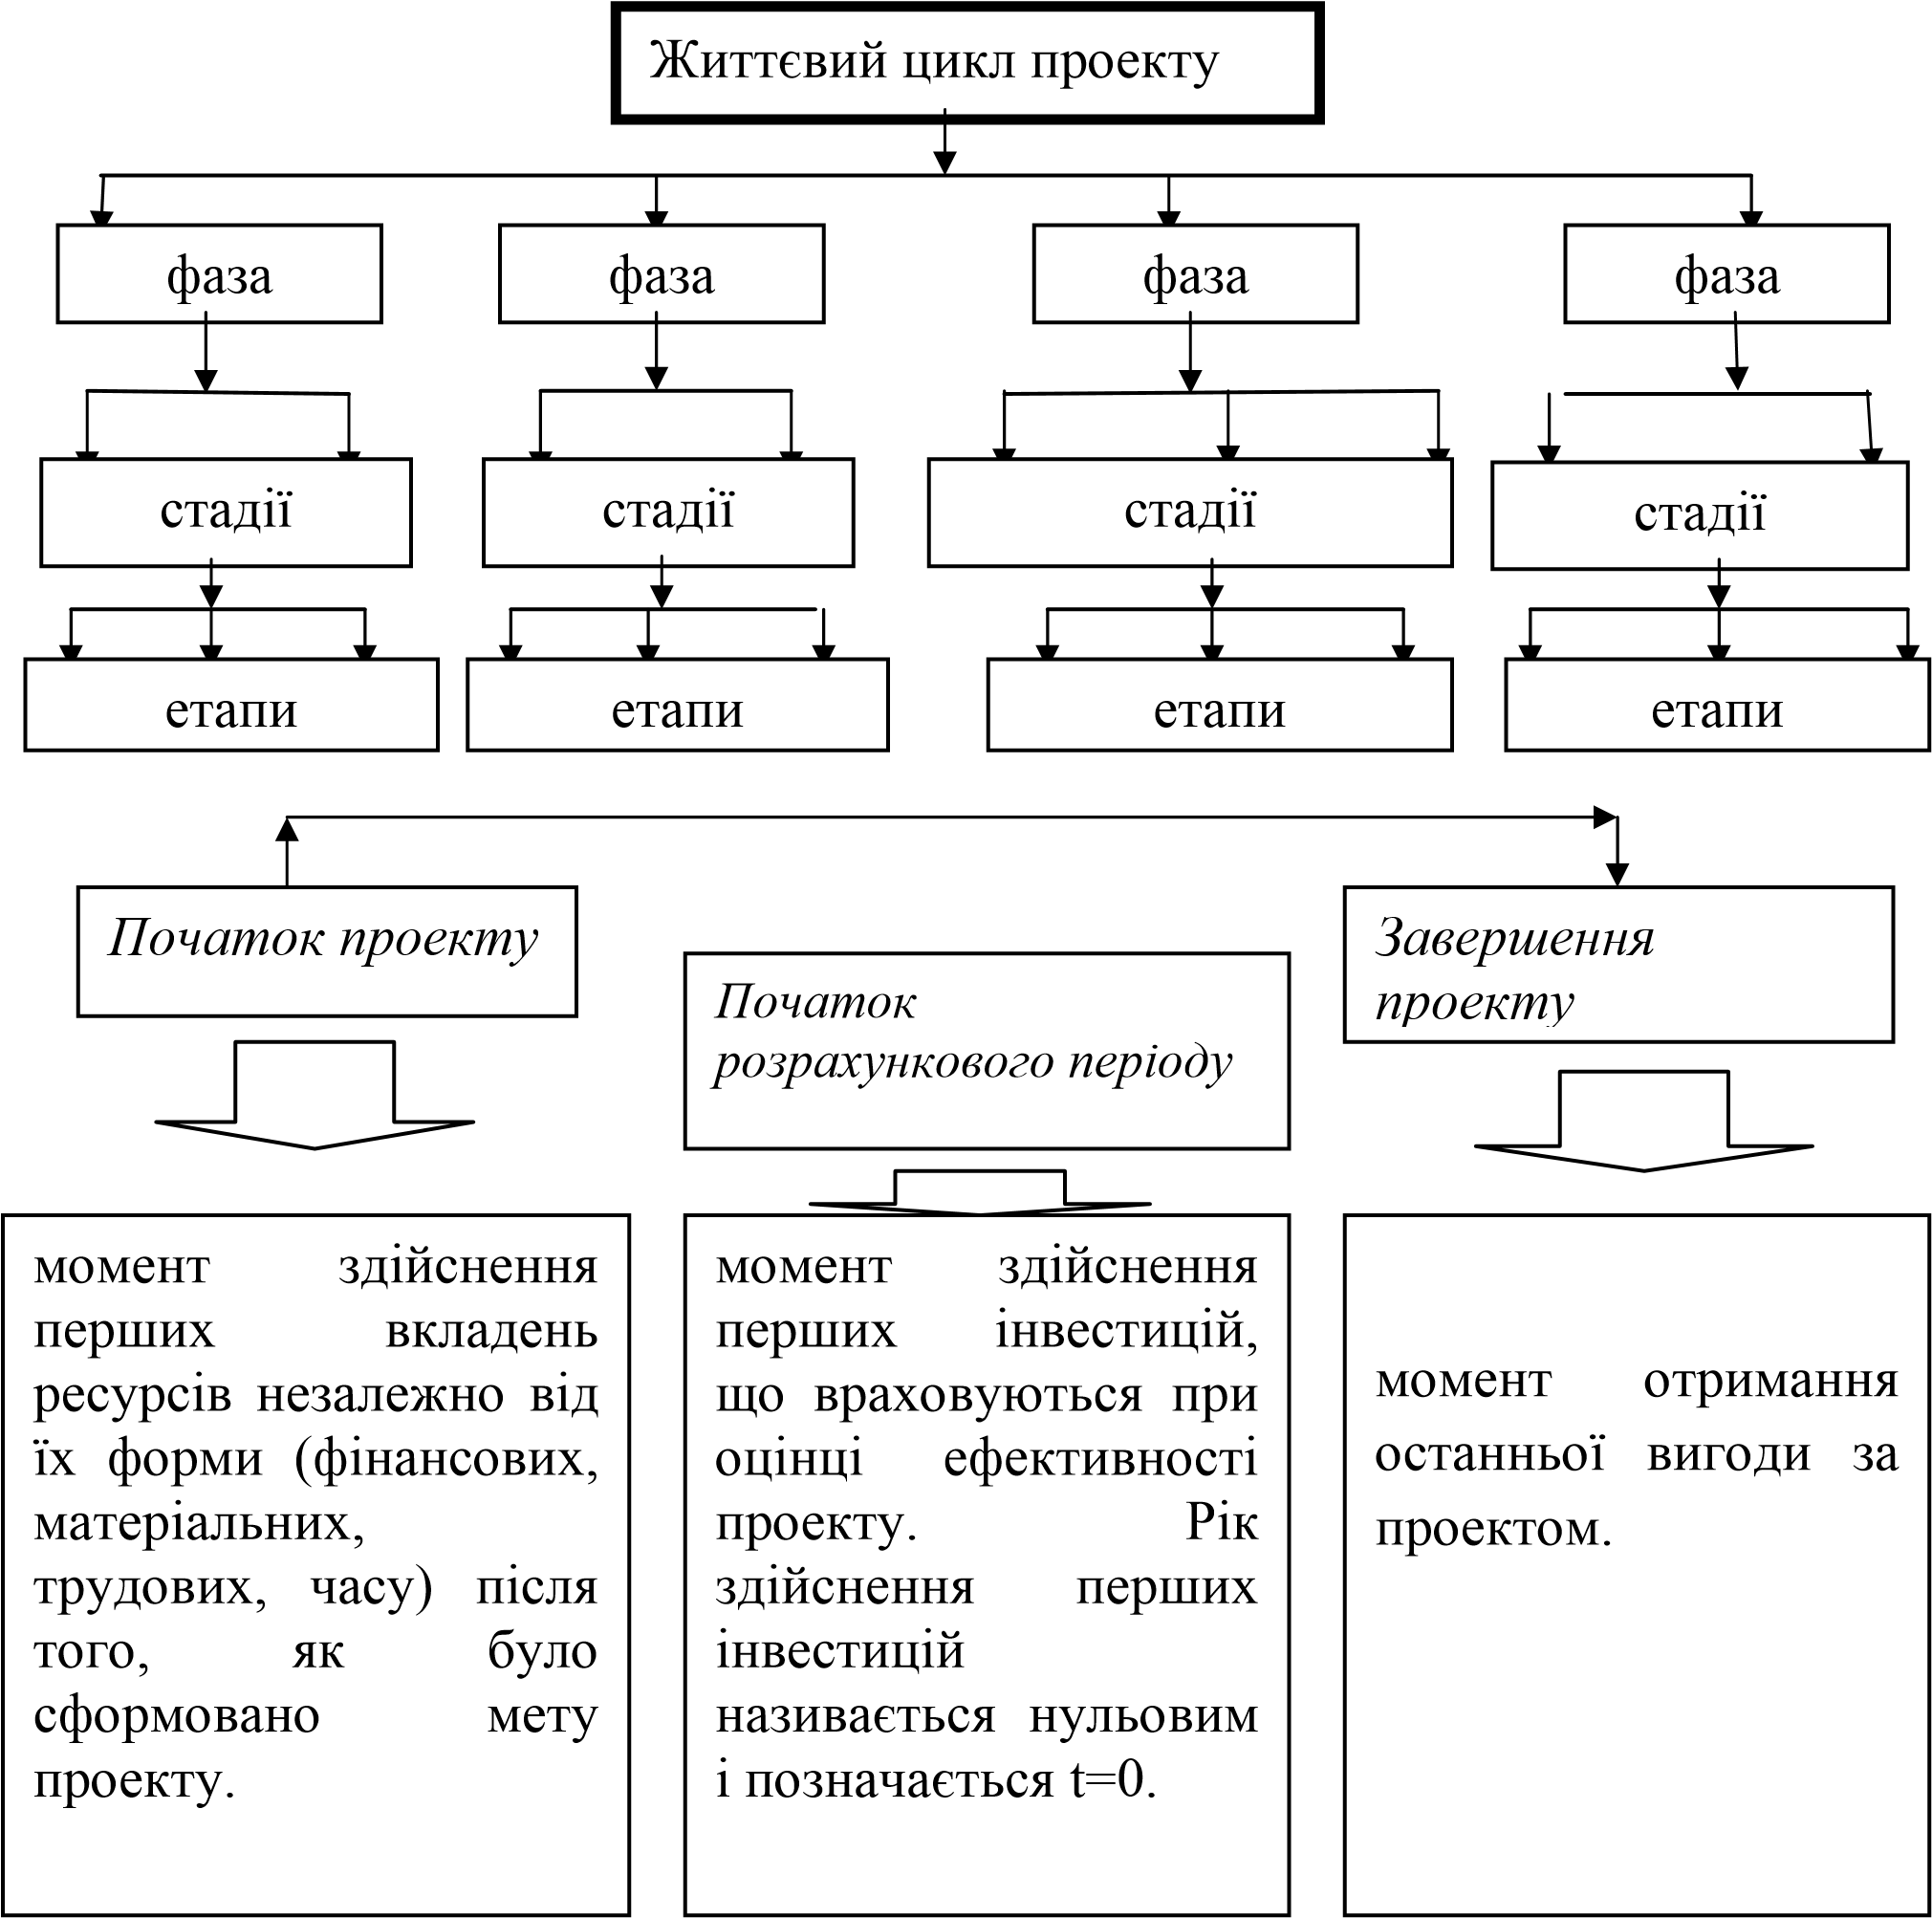 Життєвий цикл проекту
фаза
фаза
фаза
фаза
стадії
стадії
стадії
стадії
етапи
етапи
етапи
етапи
Початок проекту
Початок
розрахункового періоду
Завершення
проекту
момент здійснення
перших вкладень
ресурсів незалежно від
їх форми (фінансових,
матеріальних,
трудових, часу) після
того, як було
сформовано мету
проекту.
момент здійснення
перших інвестицій,
що враховуються при
оцінці ефективності
проекту. Рік
здійснення перших
інвестицій
називається нульовим
і позначається t=0.
момент отримання
останньої вигоди за
проектом.